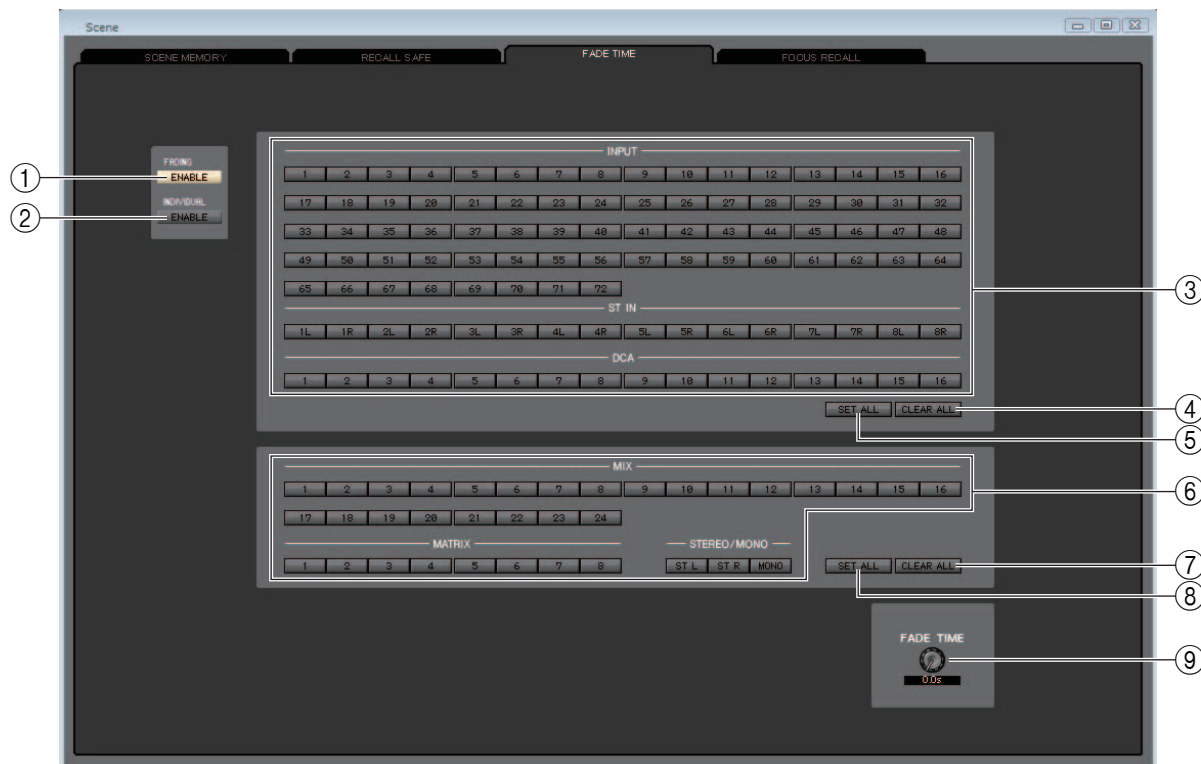 Scene
SCENE MEMORY RECALL SAFE FADE TIME FOCUS RECALL
INPUT
FADING
① ENABLE 1 2 3 4 5 6 7 8 9 10 11 12 13 14 15 16
INDIVIDUAL
② ENABLE 17 18 19 20 21 22 23 24 25 26 27 28 29 30 31 32
33 34 35 36 37 38 39 40 41 42 43 44 45 46 47 48
49 50 51 52 53 54 55 56 57 58 59 60 61 62 63 64
65 66 67 68 69 70 71 72 ③
ST IN
1L 1R 2L 2R 3L 3R 4L 4R 5L 5R 6L 6R 7L 7R 8L 8R
DCA
1 2 3 4 5 6 7 8 9 10 11 12 13 14 15 16
SET ALL CLEAR ALL ④
⑤
MIX
1 2 3 4 5 6 7 8 9 10 11 12 13 14 15 16 ⑥
17 18 19 20 21 22 23 24
MATRIX STEREO/MONO
1 2 3 4 5 6 7 8 ST L ST R MONO SET ALL CLEAR ALL ⑦
⑧
FADE TIME
⑨
0.0s